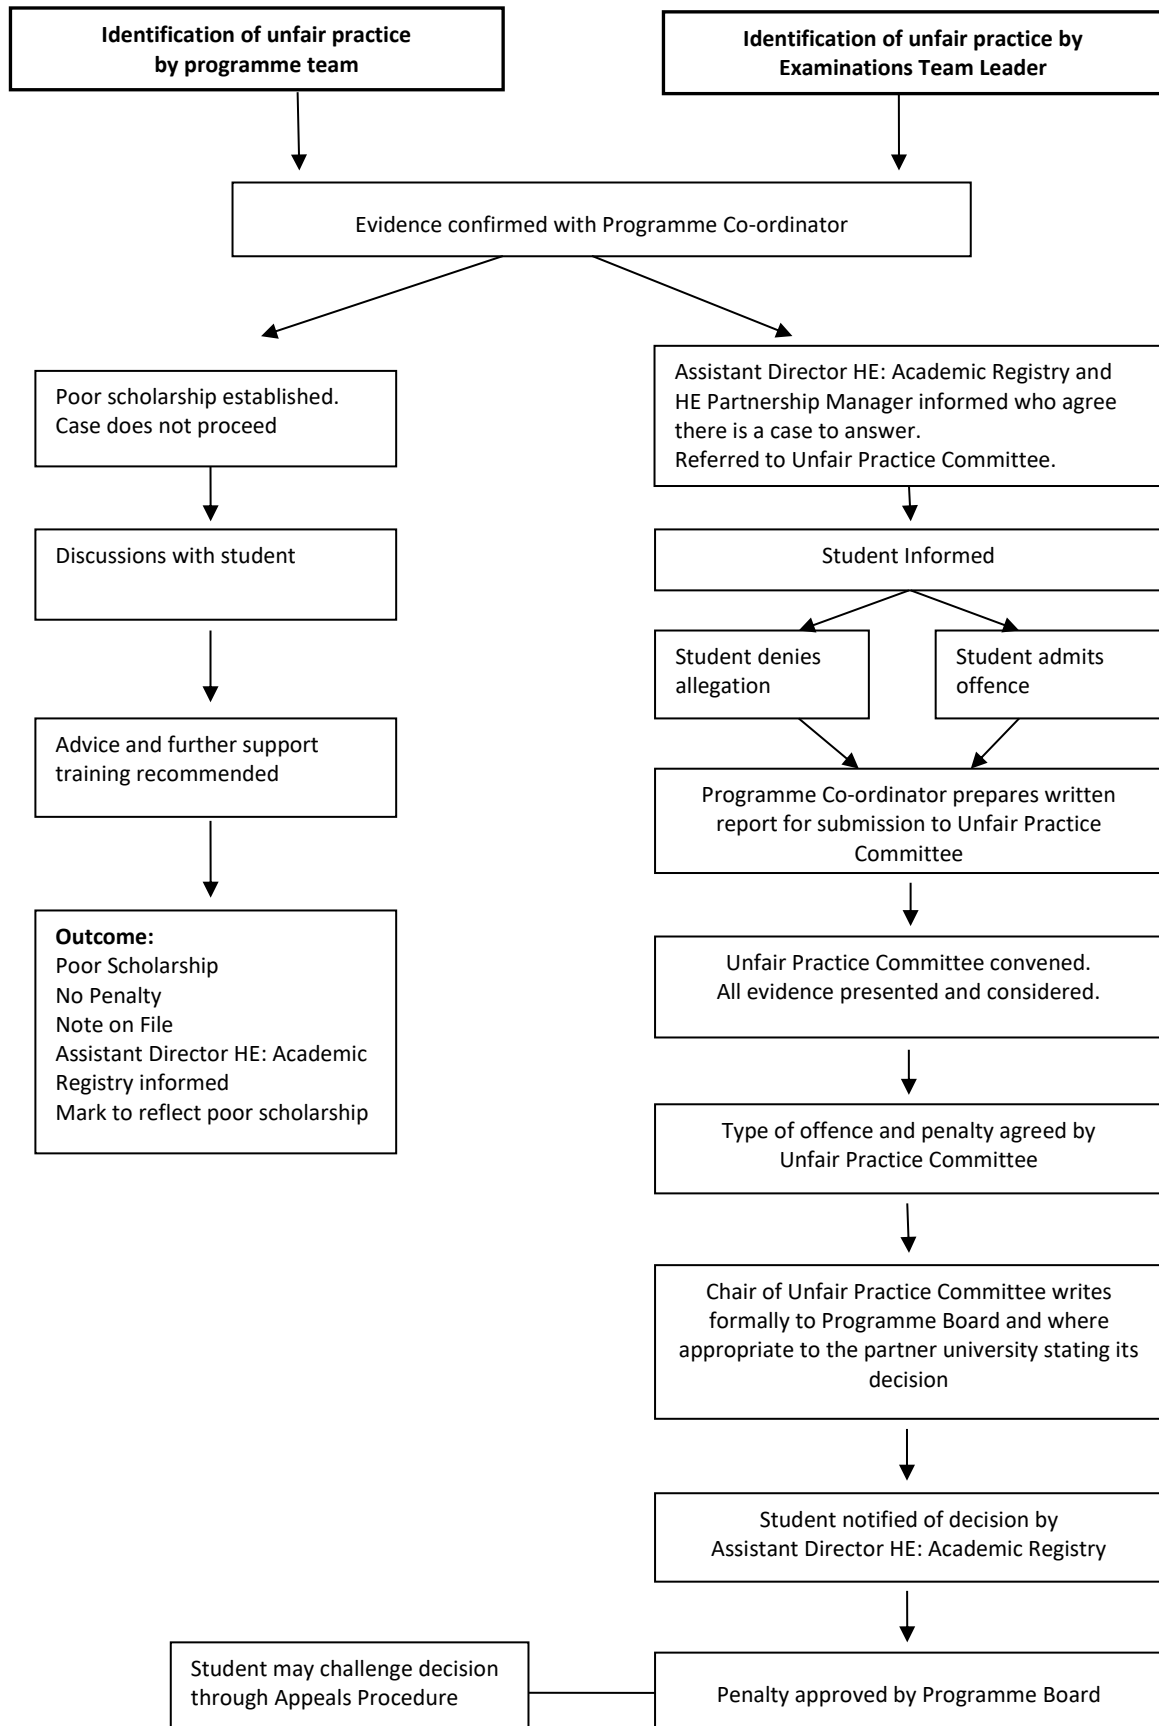 Identification of unfair practice
by programme team
Identification of unfair practice by
Examinations Team Leader
Evidence confirmed with Programme Co-ordinator
Poor scholarship established.
Case does not proceed
Discussions with student
Advice and further support
training recommended
Outcome:
Poor Scholarship
No Penalty
Note on File
Assistant Director HE: Academic
Registry informed
Mark to reflect poor scholarship
Assistant Director HE: Academic Registry and
HE Partnership Manager informed who agree
there is a case to answer.
Referred to Unfair Practice Committee.
Student Informed
Student denies
allegation
Student admits
offence
Programme Co-ordinator prepares written
report for submission to Unfair Practice
Committee
Unfair Practice Committee convened.
All evidence presented and considered.
Type of offence and penalty agreed by
Unfair Practice Committee
Chair of Unfair Practice Committee writes
formally to Programme Board and where
appropriate to the partner university stating its
decision
Student notified of decision by
Assistant Director HE: Academic Registry
Student may challenge decision
through Appeals Procedure
Penalty approved by Programme Board